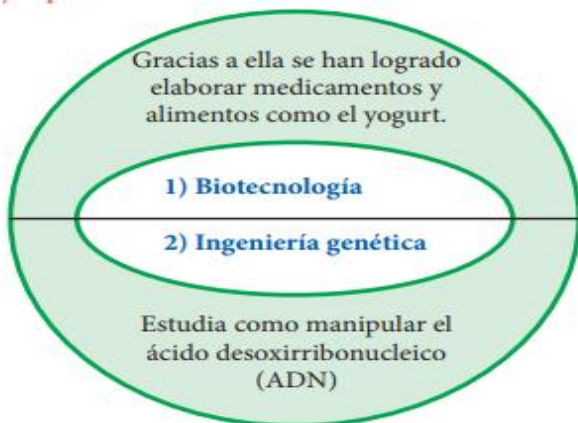 Gracias a ella se han logrado
elaborar medicamentos y
alimentos como el yogurt.
1) Biotecnología
2) Ingeniería genética
Estudia como manipular el
ácido desoxirribonucleico
(ADN)